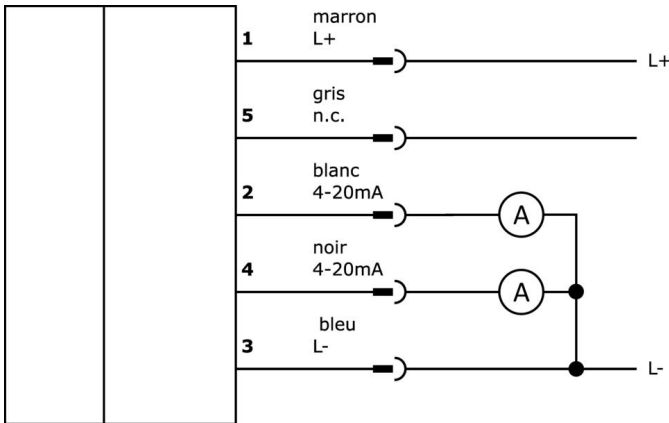 marron
1 L+
L+
gris
5 n.c.
blanc
2 4-20mA
A
noir
4 4-20mA
A
bleu
3 L-
L-